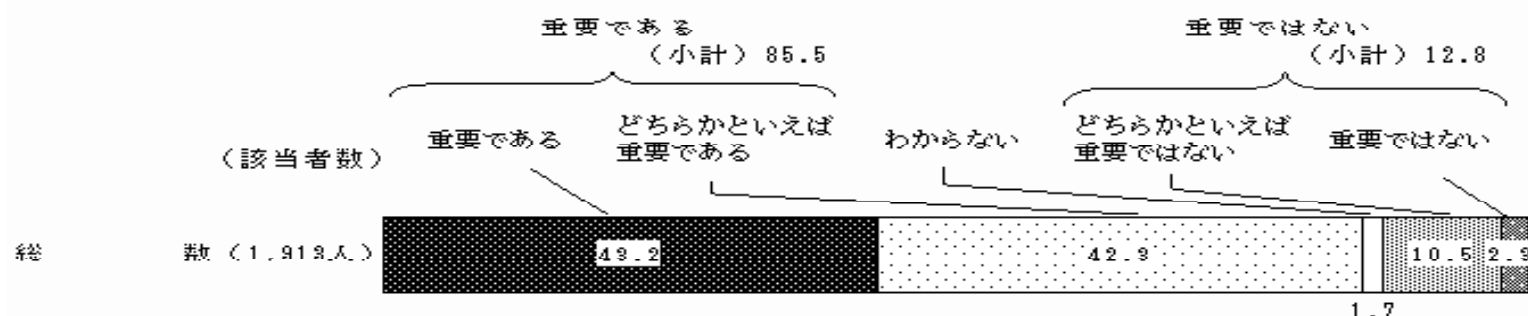 重要である
（小計）85.5
重要ではない
（小計）12.8
（該当者数）
重要である
どちらかといえば
重要である
わからない
どちらかといえば
重要ではない
重要ではない
総 数（1,913人）
43.2
42.3
10.5
2.3
1.7